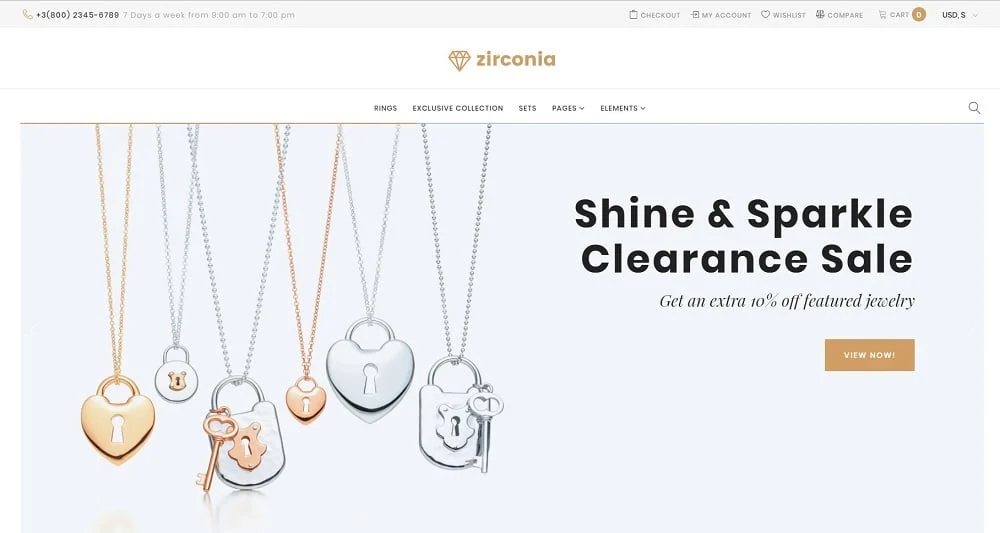 +3(800) 2345-6789 7 Days a week from 9:00 am to 7:00 pm
CHECKOUT MY ACCOUNT WISHLIST COMPARE CART 0 USD, $
zirconia
RINGS EXCLUSIVE COLLECTION SETS PAGES ELEMENTS
Shine & Sparkle
Clearance Sale
Get an extra 10% off featured jewelry
VIEW NOW!